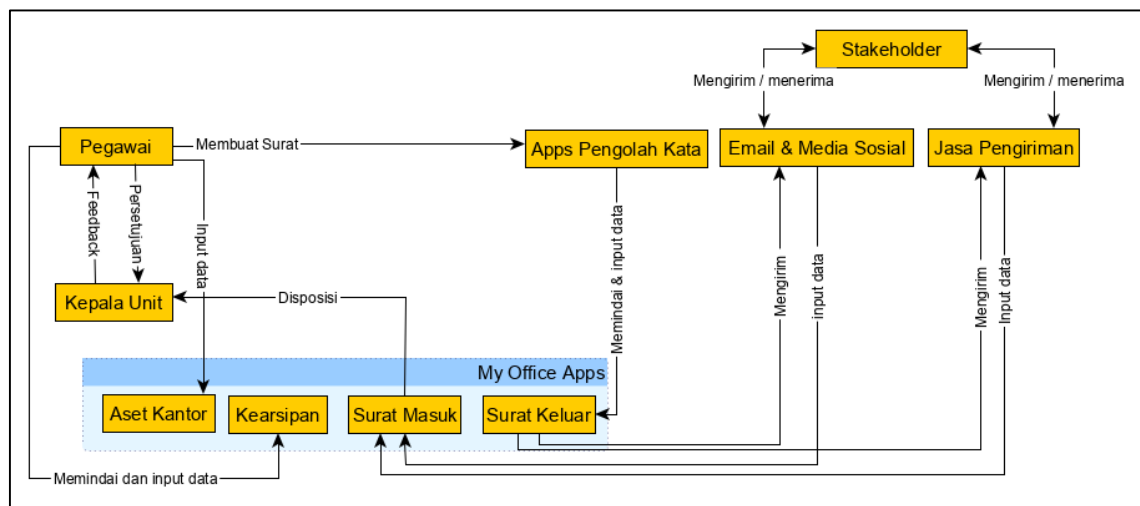 Stakeholder
Mengirim / menerima
Mengirim / menerima
Pegawai
Membuat Surat
Apps Pengolah Kata
Email & Media Sosial
Jasa Pengiriman
Feedback
Persetujuan
Input data
Memindai & input data
Mengirim
input data
Mengirim
Input data
Kepala Unit
Disposisi
My Office Apps
Aset Kantor
Kearsipan
Surat Masuk
Surat Keluar
Memindai dan input data